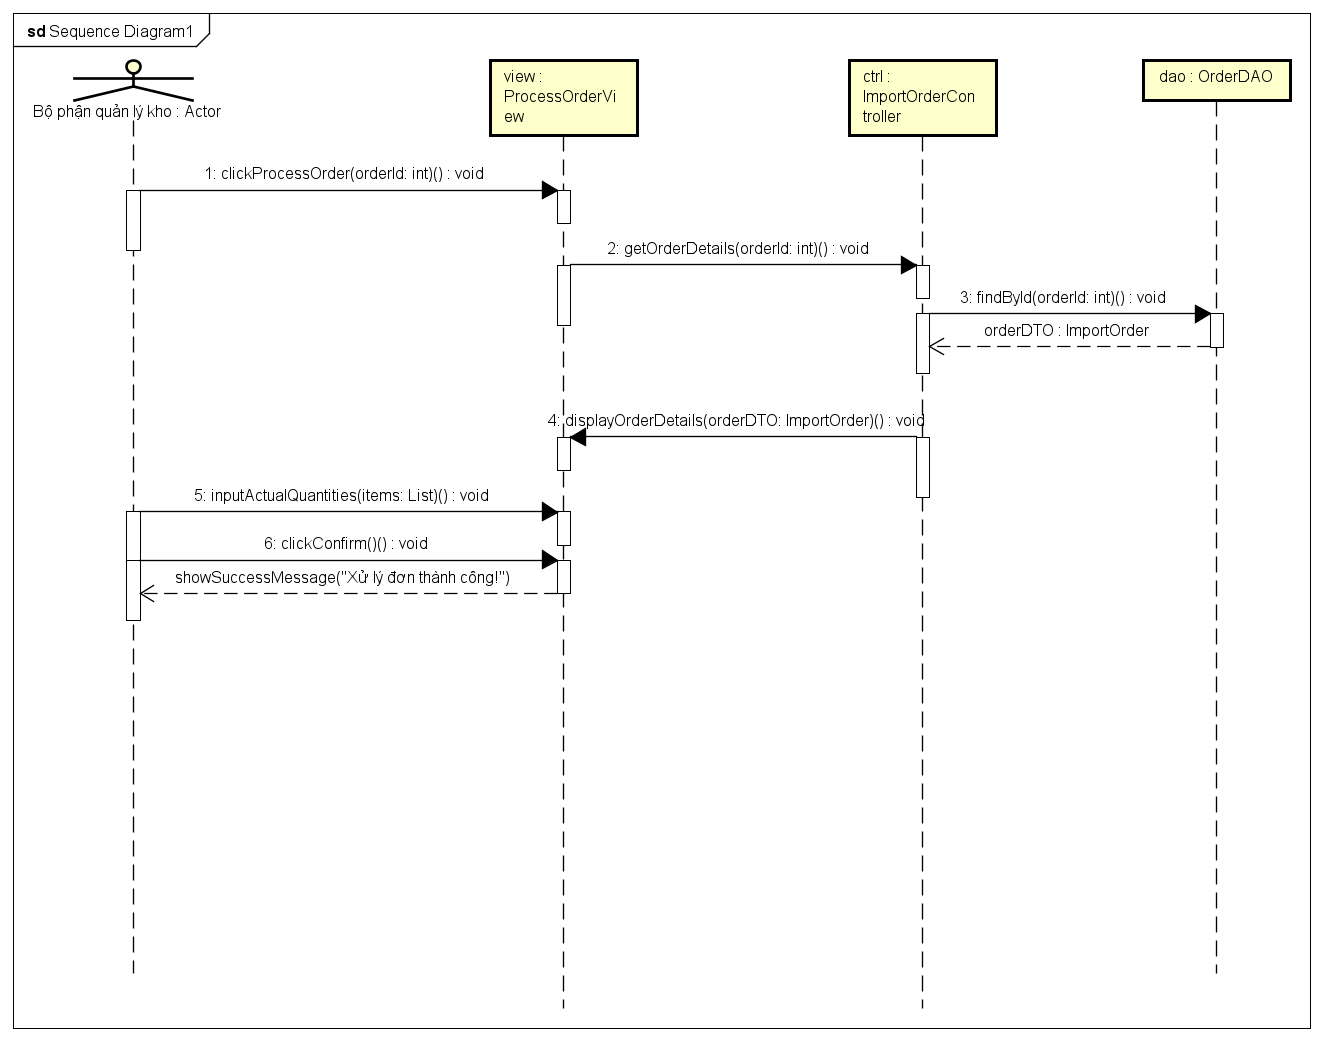 sd Sequence Diagram1
Bộ phận quản lý kho : Actor
view :
ProcessOrderVi
ew
ctrl :
ImportOrderCon
troller
dao : OrderDAO
1: clickProcessOrder(orderId: int)() : void
2: getOrderDetails(orderId: int)() : void
3: findById(orderId: int)() : void
orderDTO : ImportOrder
4: displayOrderDetails(orderDTO: ImportOrder)() : void
5: inputActualQuantities(items: List)() : void
6: clickConfirm()() : void
showSuccessMessage("Xử lý đơn thành công!")